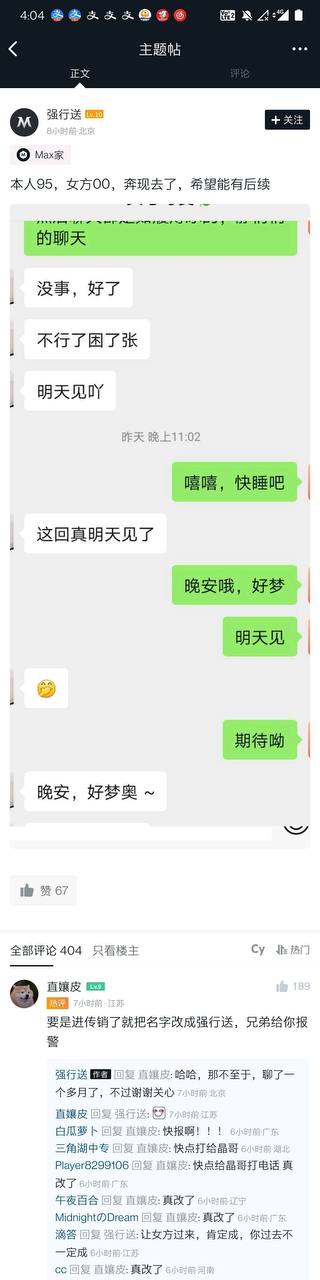 4:04
主题帖
正文 评论
强行送 Lv.10
+ 关注
8小时前·北京
Max家
本人95，女方00，奔现去了，希望能有后续
的聊天
没事，好了
不行了困了张
明天见吖
昨天 晚上11:02
嘻嘻，快睡吧
这回真明天见了
晚安哦，好梦
明天见
期待呦
晚安，好梦奥 ~
赞 67
全部评论 404 只看楼主 Cy 热门
直孃皮 Lv.9 189
热评 7小时前·江苏
要是进传销了就把名字改成强行送，兄弟给你报
警
强行送 作者 回复 直孃皮: 哈哈，那不至于，聊了一
个多月了，不过谢谢关心 7小时前·北京
直孃皮 回复 强行送: 7小时前·江苏
白瓜萝卜 回复 直孃皮: 快报啊！！！ 6小时前·广东
三角湖中专 回复 直孃皮: 快点打给晶哥 6小时前·湖北
Player8299106 回复 直孃皮: 快点给晶哥打电话 真
改了 6小时前·广东
午夜百合 回复 直孃皮: 真改了 6小时前·辽宁
MidnightのDream 回复 直孃皮: 真改了 6小时前·广东
滴答 回复 强行送: 让女方过来，肯定成，你过去不
一定成 6小时前·江苏
cc 回复 直孃皮: 真改了 6小时前·河南